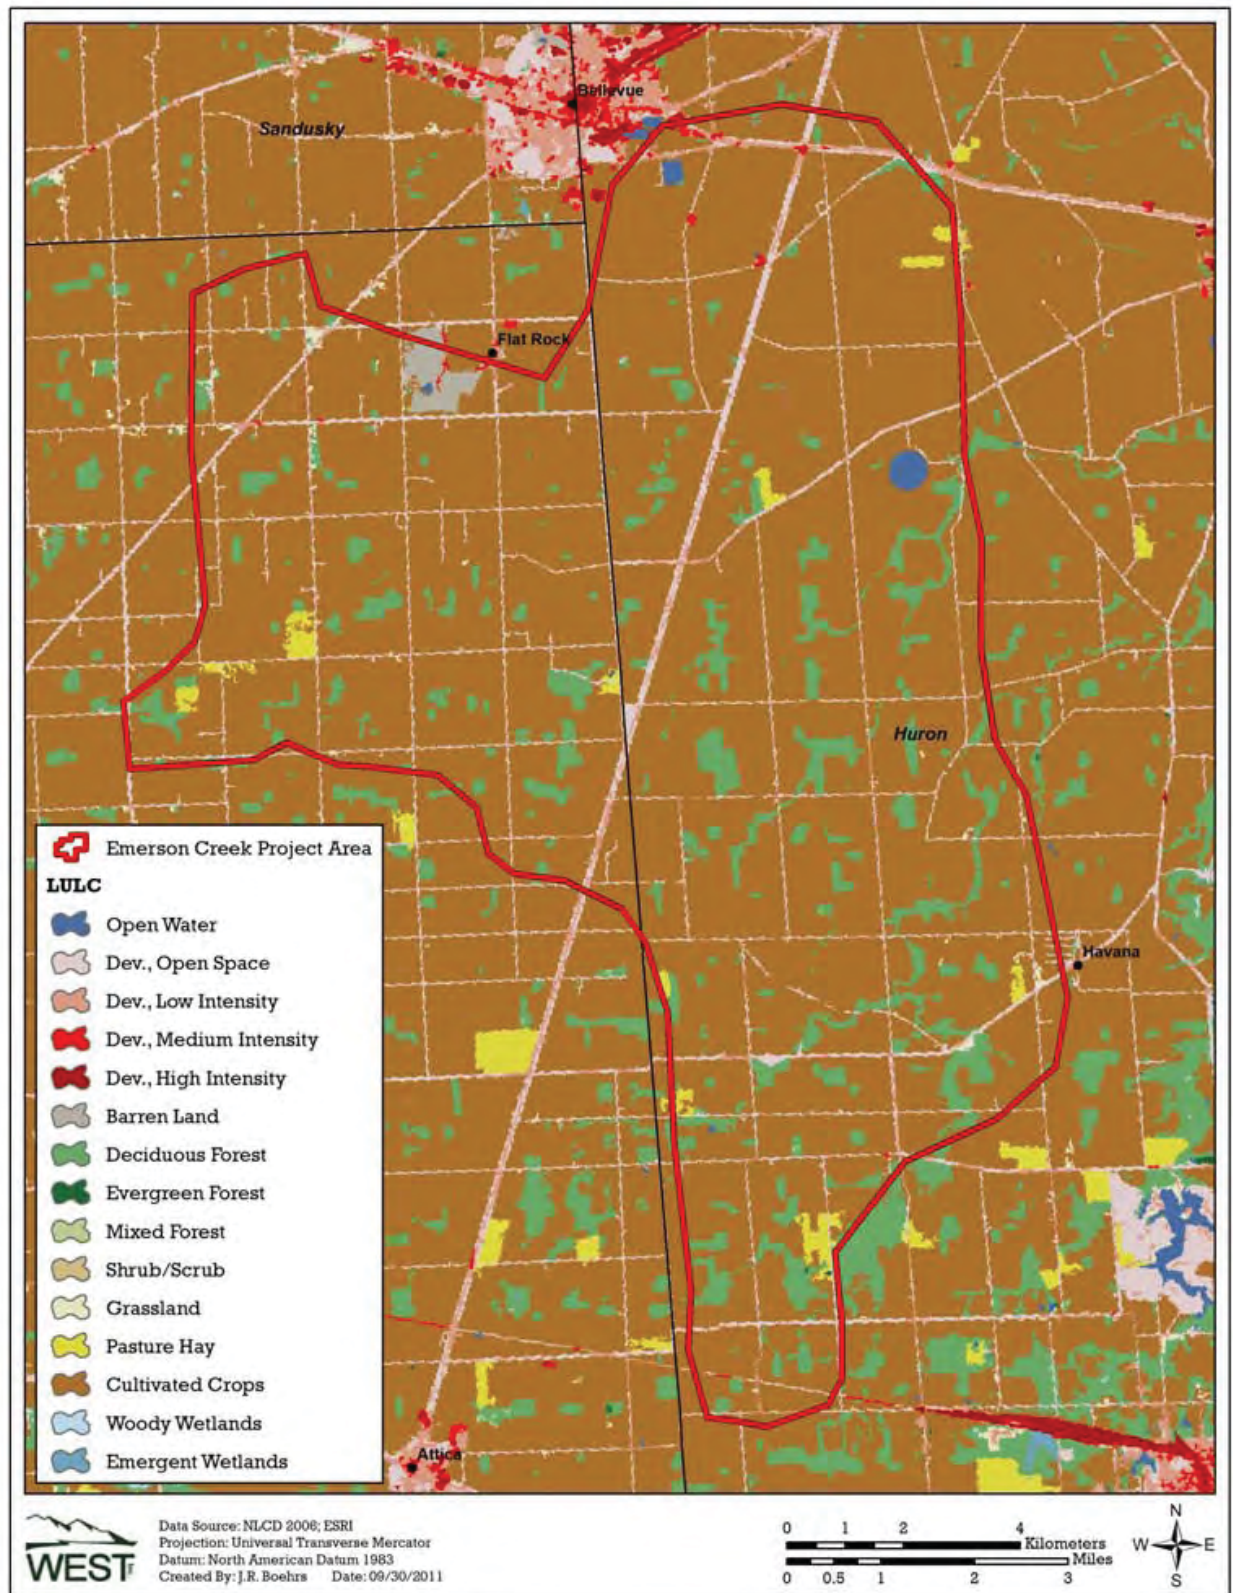 Bellevue
Sandusky
Flat Rock
Huron
Havana
Attica
Emerson Creek Project Area
LULC
Open Water
Dev., Open Space
Dev., Low Intensity
Dev., Medium Intensity
Dev., High Intensity
Barren Land
Deciduous Forest
Evergreen Forest
Mixed Forest
Shrub/Scrub
Grassland
Pasture Hay
Cultivated Crops
Woody Wetlands
Emergent Wetlands
WEST
Data Source: NLCD 2006; ESRI
Projection: Universal Transverse Mercator
Datum: North American Datum 1983
Created By: J.R. Boehrs Date: 09/30/2011
0 1 2 4
Kilometers
Miles
0 0.5 1 2 3
N
W E
S